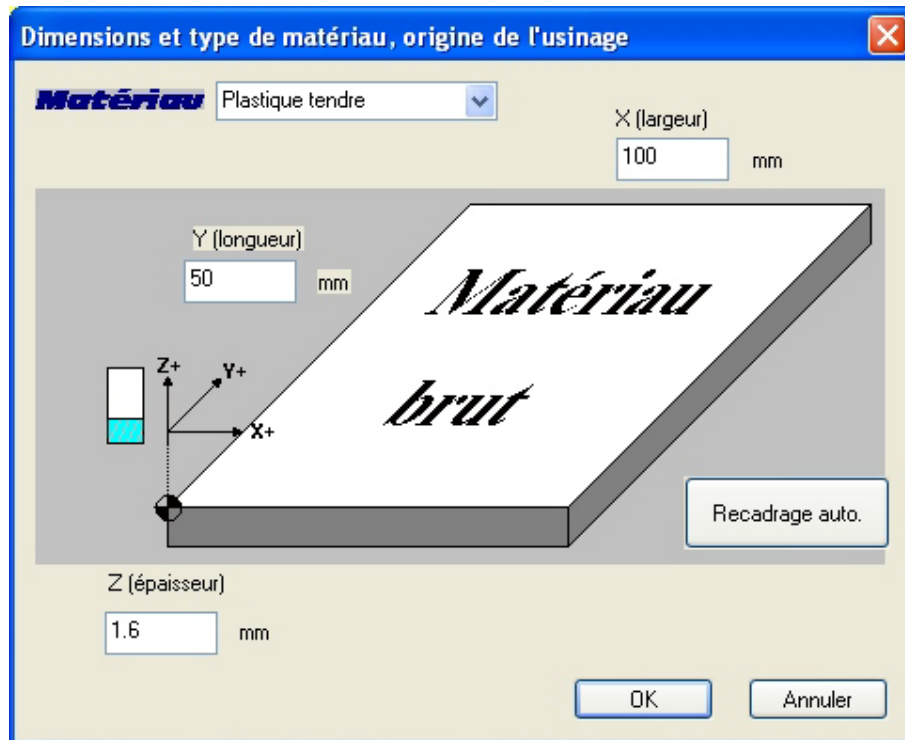 Dimensions et type de matériau, origine de l'usinage
Matériau Plastique tendre
X (largeur)
100 mm
Y (longueur)
50 mm
Matériau
brut
Z+
Y+
X+
Recadrage auto.
Z (épaisseur)
1.6 mm
OK Annuler